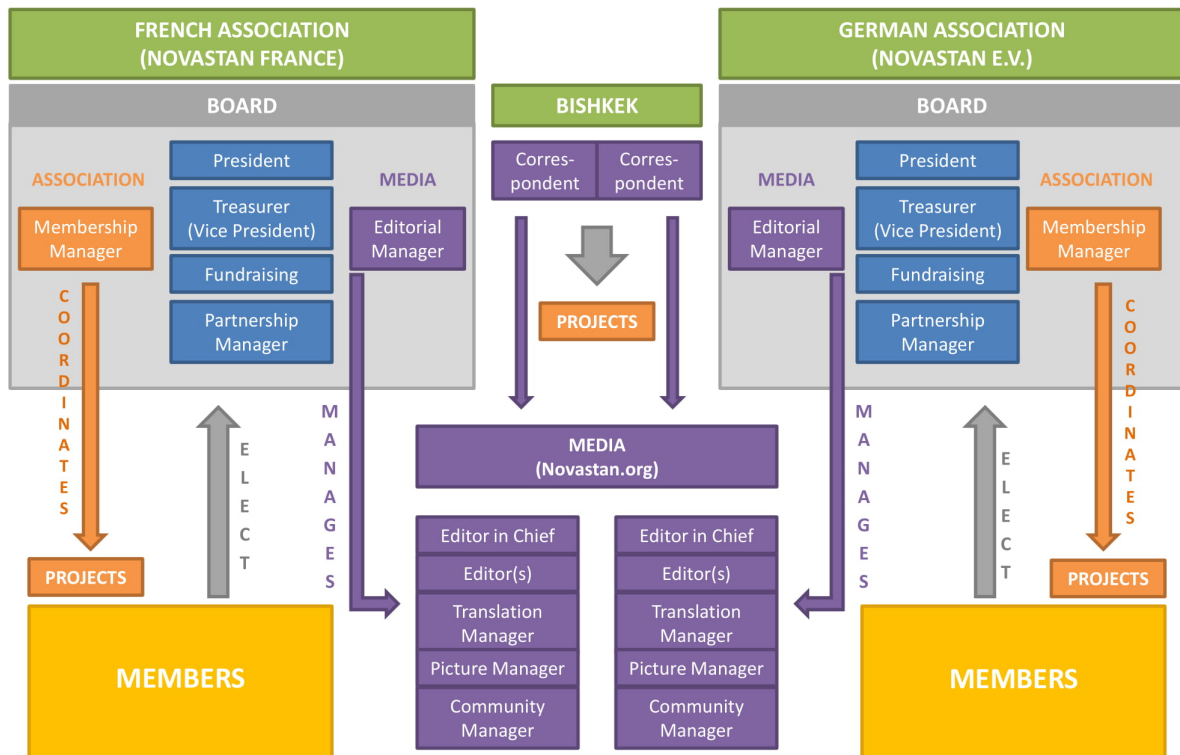 FRENCH ASSOCIATION
(NOVASTAN FRANCE)
BOARD
ASSOCIATION
Membership
Manager
President
Treasurer
(Vice President)
Fundraising
Partnership
Manager
MEDIA
Editorial
Manager
COORDINATES
PROJECTS
ELECT
MANAGES
MEMBERS
BISHKEK
Corres-
pondent
Corres-
pondent
PROJECTS
MEDIA
(Novastan.org)
Editor in Chief
Editor(s)
Translation
Manager
Picture Manager
Community
Manager
Editor in Chief
Editor(s)
Translation
Manager
Picture Manager
Community
Manager
GERMAN ASSOCIATION
(NOVASTAN E.V.)
BOARD
MEDIA
Editorial
Manager
President
Treasurer
(Vice President)
Fundraising
Partnership
Manager
ASSOCIATION
Membership
Manager
MANAGES
ELECT
COORDINATES
PROJECTS
MEMBERS